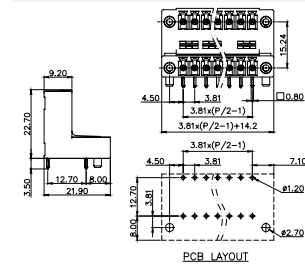 9.20
15.24
4.50
3.81
□0.80
3.81x(P/2-1)
3.81x(P/2-1)+14.2
22.70
3.50
12.70
8.00
21.90
3.81x(P/2-1)
4.50
3.81
7.10
12.70
3.81
8.00
ø1.20
ø2.70
PCB LAYOUT